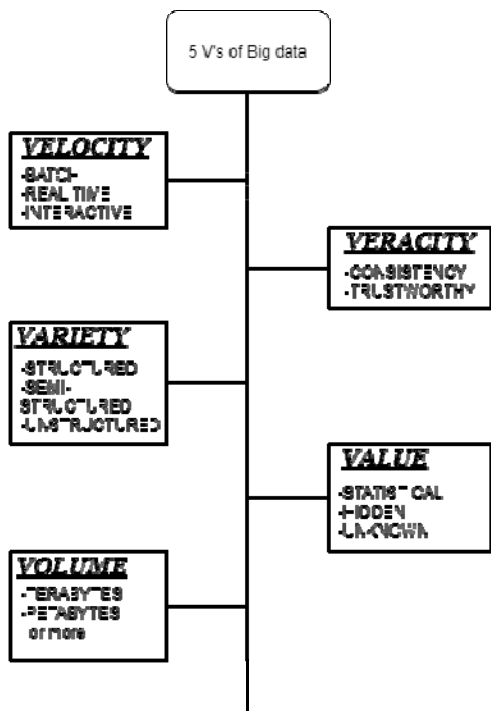 5 V's of Big data
VELOCITY
-BATCH
-REAL TIME
-INTERACTIVE
VERACITY
-CONSISTENCY
-TRUSTWORTHY
VARIETY
-STRUCTURED
-SEMI-
STRUCTURED
-UNSTRUCTURED
VALUE
-STATISTICAL
-HIDDEN
-UNKNOWN
VOLUME
-TERABYTES
-PETABYTES
or more